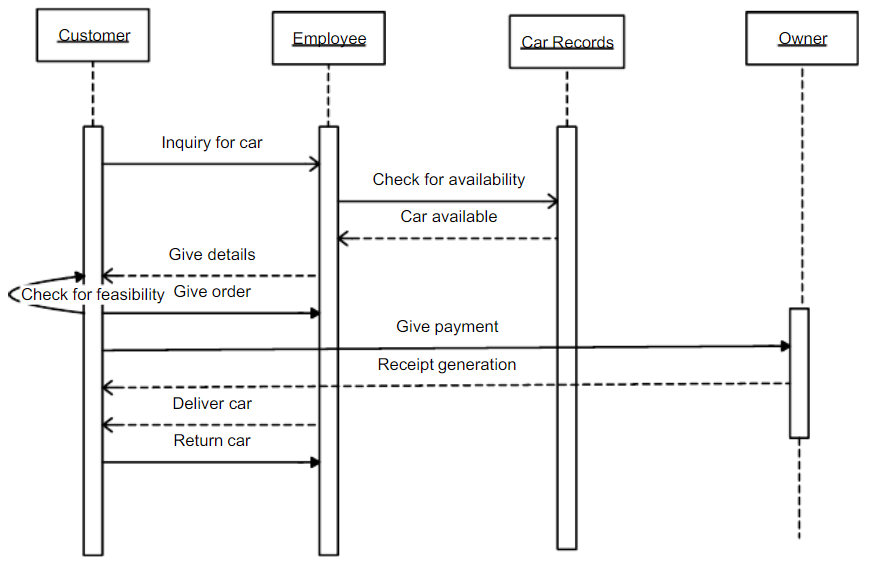 Customer
Employee
Car Records
Owner
Inquiry for car
Check for availability
Car available
Give details
Check for feasibility
Give order
Give payment
Receipt generation
Deliver car
Return car